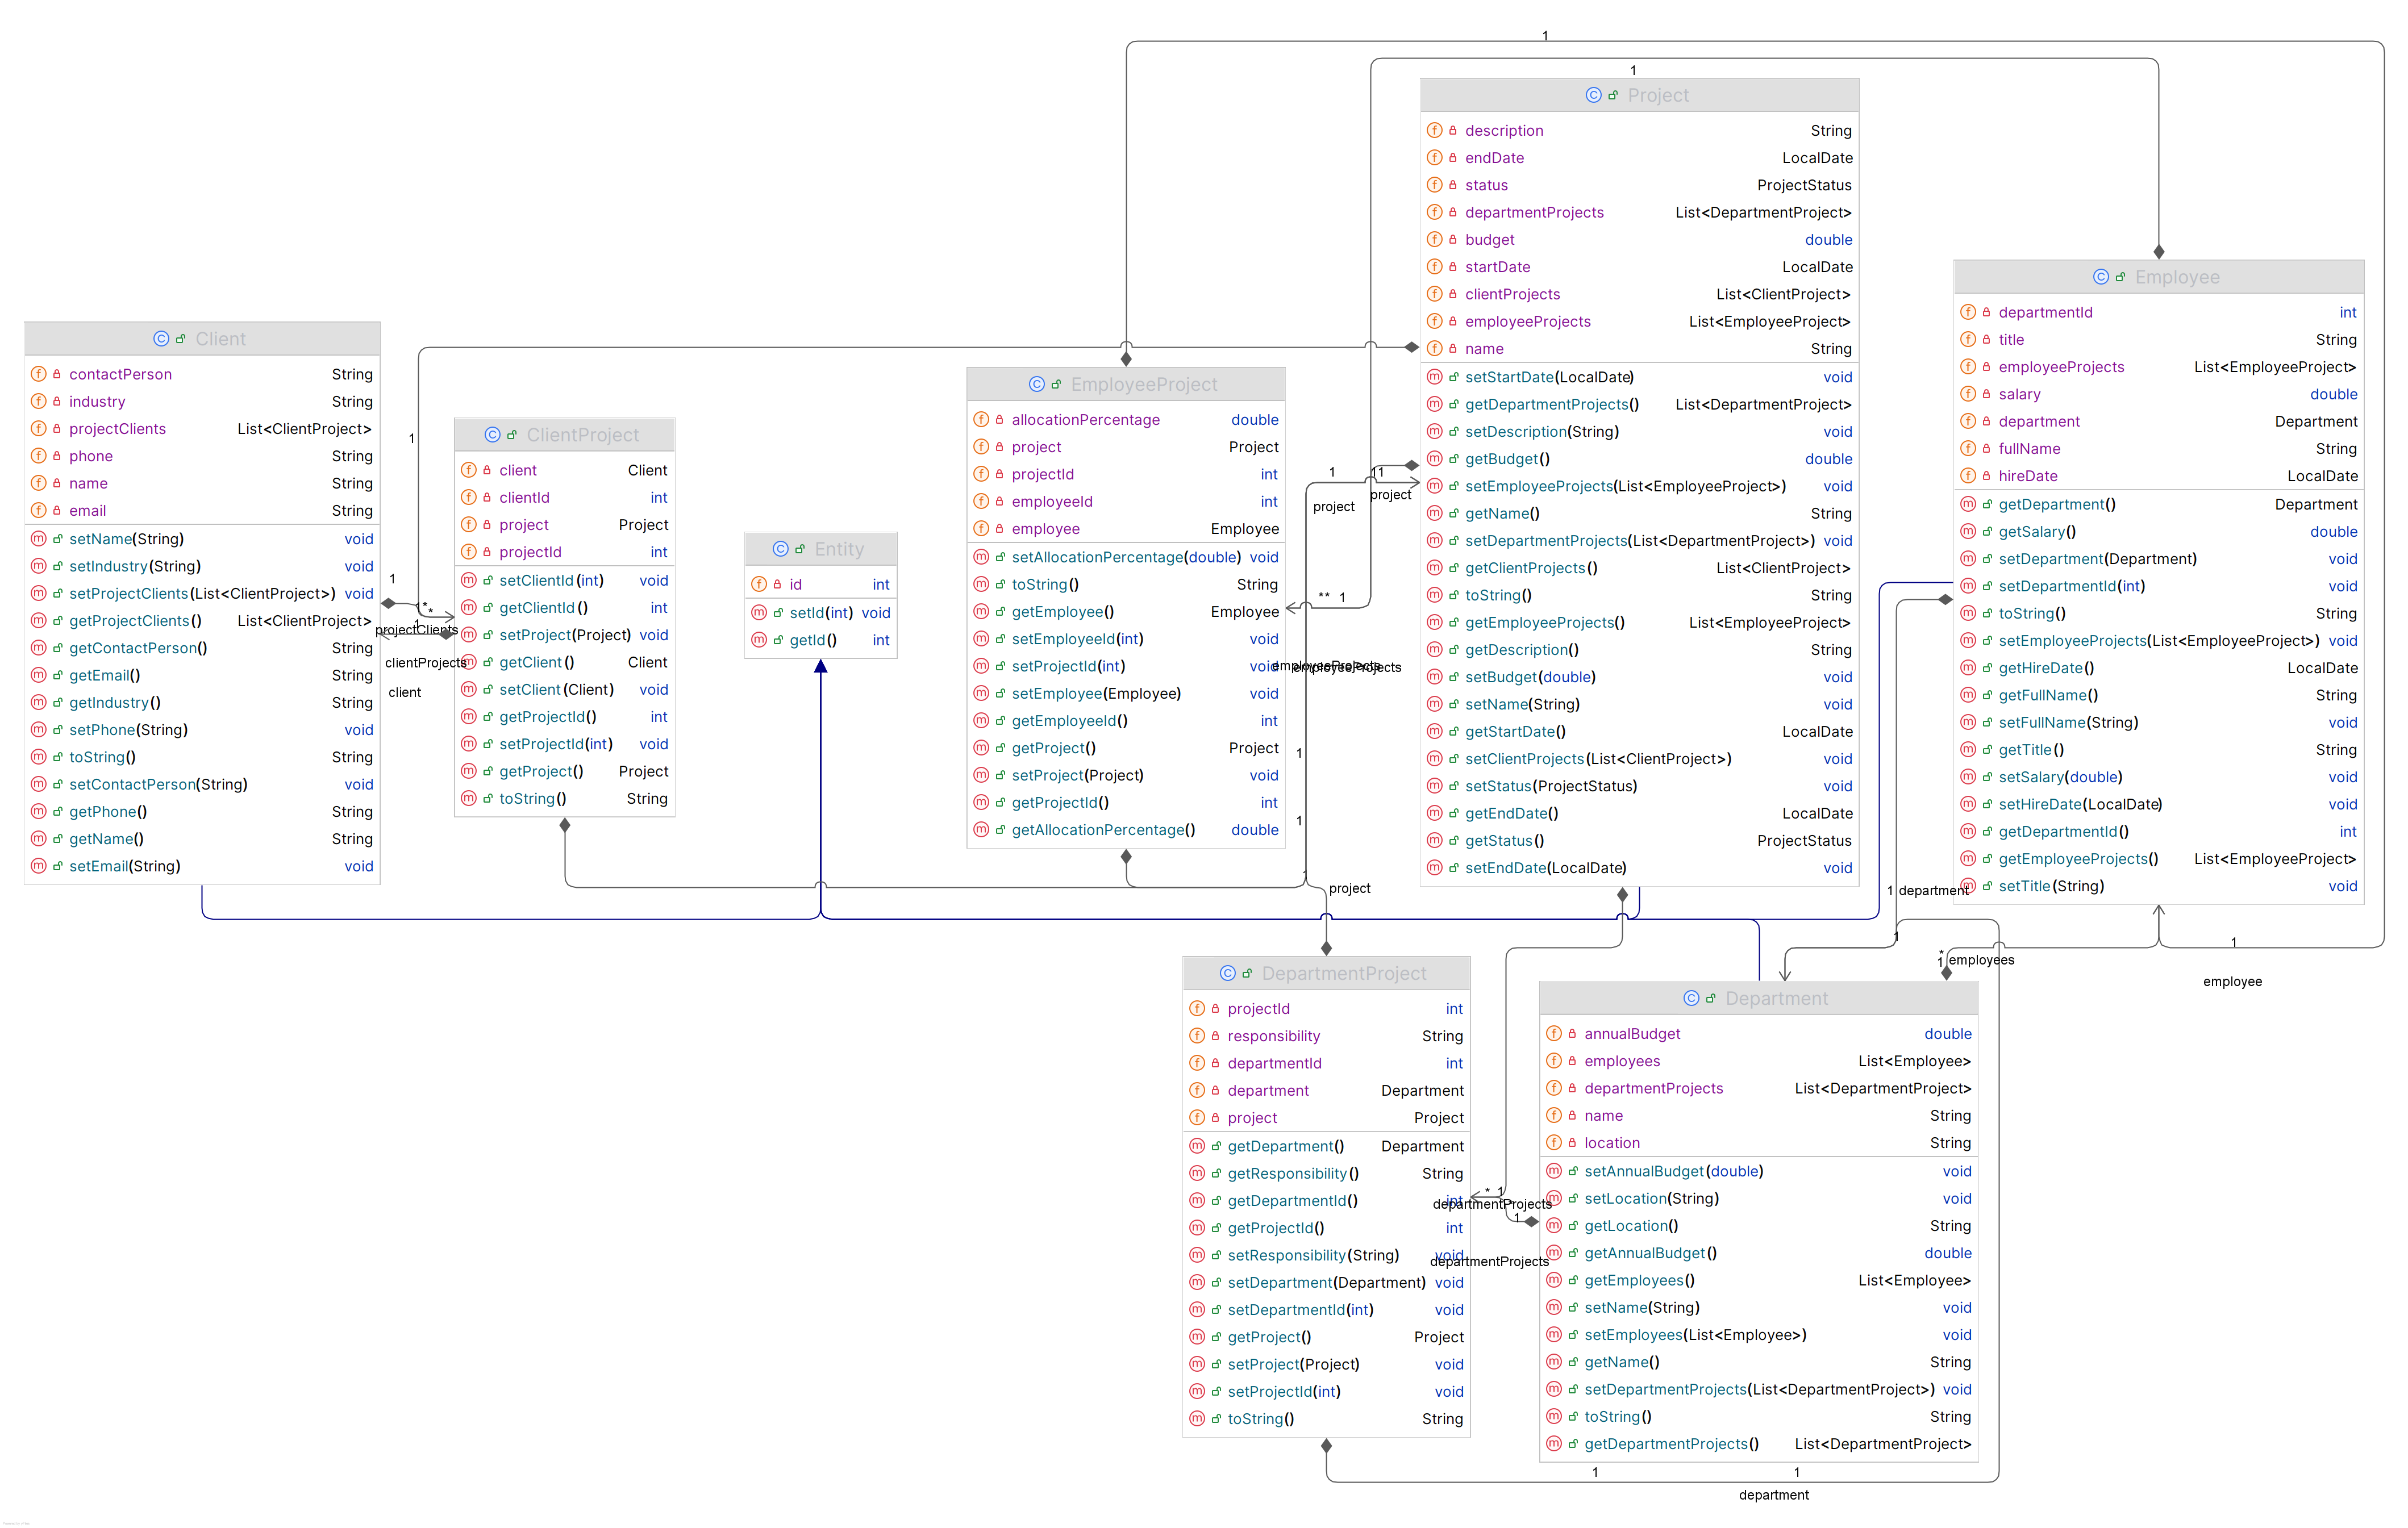 1
1
Project
description String
endDate LocalDate
status ProjectStatus
departmentProjects List<DepartmentProject>
budget double
startDate LocalDate
clientProjects List<ClientProject>
employeeProjects List<EmployeeProject>
name String
setStartDate(LocalDate) void
getDepartmentProjects() List<DepartmentProject>
setDescription(String) void
getBudget() double
setEmployeeProjects(List<EmployeeProject>) void
getName() String
setDepartmentProjects(List<DepartmentProject>) void
getClientProjects() List<ClientProject>
toString() String
getEmployeeProjects() List<EmployeeProject>
getDescription() String
setBudget(double) void
setName(String) void
getStartDate() LocalDate
setClientProjects(List<ClientProject>) void
setStatus(ProjectStatus) void
getEndDate() LocalDate
getStatus() ProjectStatus
setEndDate(LocalDate) void
Employee
departmentId int
title String
employeeProjects List<EmployeeProject>
salary double
department Department
fullName String
hireDate LocalDate
getDepartment() Department
getSalary() double
setDepartment(Department) void
setDepartmentId(int) void
toString() String
setEmployeeProjects(List<EmployeeProject>) void
getHireDate() LocalDate
getFullName() String
setFullName(String) void
getTitle() String
setSalary(double) void
setHireDate(LocalDate) void
getDepartmentId() int
getEmployeeProjects() List<EmployeeProject>
setTitle(String) void
Client
contactPerson String
industry String
projectClients List<ClientProject>
phone String
name String
email String
setName(String) void
setIndustry(String) void
setProjectClients(List<ClientProject>) void
getProjectClients() List<ClientProject>
getContactPerson() String
getEmail() String
getIndustry() String
setPhone(String) void
toString() String
setContactPerson(String) void
getPhone() String
getName() String
setEmail(String) void
1
1
1*
*
1
projectClients
clientProjects
client
ClientProject
client Client
clientId int
project Project
projectId int
setClientId(int) void
getClientId() int
setProject(Project) void
getClient() Client
setClient(Client) void
getProjectId() int
setProjectId(int) void
getProject() Project
toString() String
Entity
id int
setId(int) void
getId() int
EmployeeProject
allocationPercentage double
project Project
projectId int
employeeId int
employee Employee
setAllocationPercentage(double) void
toString() String
getEmployee() Employee
setEmployeeId(int) void
setProjectId(int) void
setEmployee(Employee) void
getEmployeeId() int
getProject() Project
setProject(Project) void
getProjectId() int
getAllocationPercentage() double
1
11
project
project
** 1
employeeProjects
employeeProjects
1
1
1
project
1 department
1
*
1
employees
1
employee
DepartmentProject
projectId int
responsibility String
departmentId int
department Department
project Project
getDepartment() Department
getResponsibility() String
getDepartmentId() int
getProjectId() int
setResponsibility(String) void
setDepartment(Department) void
setDepartmentId(int) void
getProject() Project
setProject(Project) void
setProjectId(int) void
toString() String
* 1
departmentProjects
1
departmentProjects
Department
annualBudget double
employees List<Employee>
departmentProjects List<DepartmentProject>
name String
location String
setAnnualBudget(double) void
setLocation(String) void
getLocation() String
getAnnualBudget() double
getEmployees() List<Employee>
setName(String) void
setEmployees(List<Employee>) void
getName() String
setDepartmentProjects(List<DepartmentProject>) void
toString() String
getDepartmentProjects() List<DepartmentProject>
1
1
department